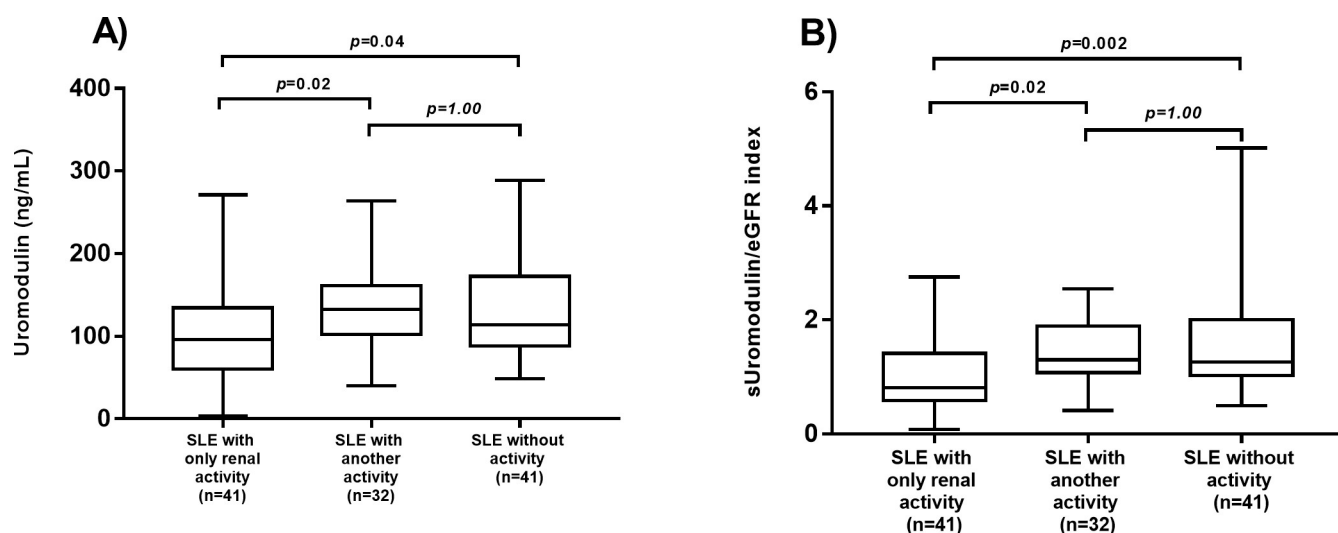 A)
p=0.04
p=0.02
p=1.00
400
300
200
100
0
Uromodulin (ng/mL)
SLE with
only renal
activity
(n=41)
SLE with
another
activity
(n=32)
SLE without
activity
(n=41)
B)
p=0.002
p=0.02
p=1.00
6
4
2
0
sUromodulin/eGFR index
SLE with
only renal
activity
(n=41)
SLE with
another
activity
(n=32)
SLE without
activity
(n=41)